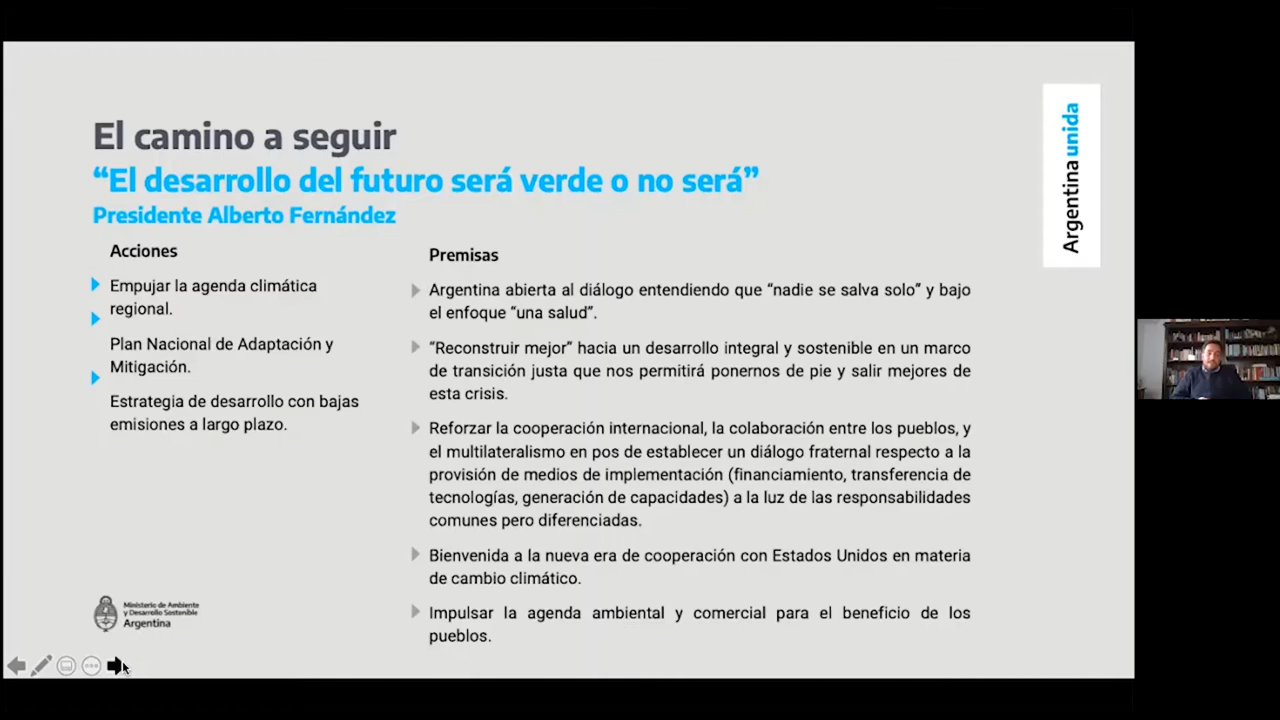 El camino a seguir
“El desarrollo del futuro será verde o no será”
Presidente Alberto Fernández
Acciones
Empujar la agenda climática
regional.
Plan Nacional de Adaptación y
Mitigación.
Estrategia de desarrollo con bajas
emisiones a largo plazo.
Premisas
Argentina abierta al diálogo entendiendo que “nadie se salva solo” y bajo
el enfoque “una salud”.
“Reconstruir mejor” hacia un desarrollo integral y sostenible en un marco
de transición justa que nos permitirá ponernos de pie y salir mejores de
esta crisis.
Reforzar la cooperación internacional, la colaboración entre los pueblos, y
el multilateralismo en pos de establecer un diálogo fraternal respecto a la
provisión de medios de implementación (financiamiento, transferencia de
tecnologías, generación de capacidades) a la luz de las responsabilidades
comunes pero diferenciadas.
Bienvenida a la nueva era de cooperación con Estados Unidos en materia
de cambio climático.
Impulsar la agenda ambiental y comercial para el beneficio de los
pueblos.
Argentina unida
Ministerio de Ambiente
y Desarrollo Sostenible
Argentina